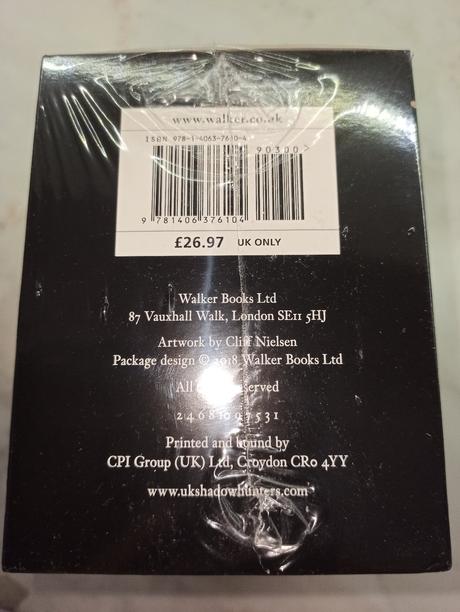 www.walker.co.uk
ISBN 978-1-4063-7610-4
90300>
9 781406 376104
£26.97 UK ONLY
Walker Books Ltd
87 Vauxhall Walk, London SE11 5HJ
Artwork by Cliff Nielsen
Package design © 2018 Walker Books Ltd
All reserved
2 4 6 8 10 9 7 5 3 1
Printed and bound by
CPI Group (UK) Ltd, Croydon CR0 4YY
www.ukshadowhunters.com